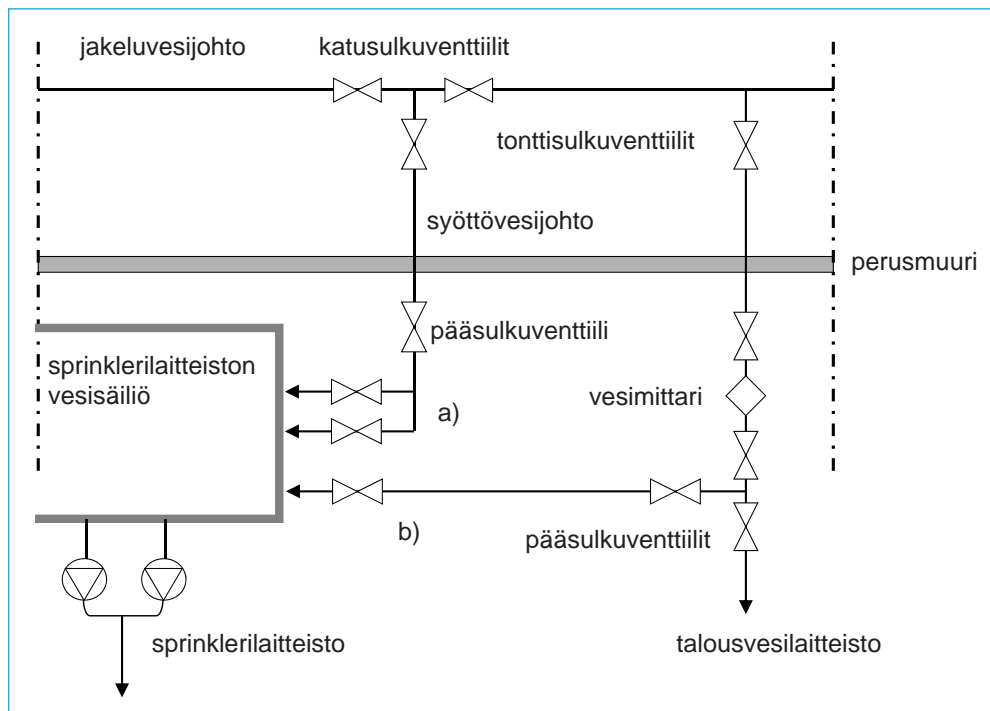 jakeluvesijohto
katusulkuventtiilit
tonttisulkuventtiilit
syöttövesijohto
perusmuuri
pääsulkuventtiili
sprinklerilaitteiston
vesisäiliö
vesimittari
a)
b)
pääsulkuventtiilit
sprinklerilaitteisto
talousvesilaitteisto